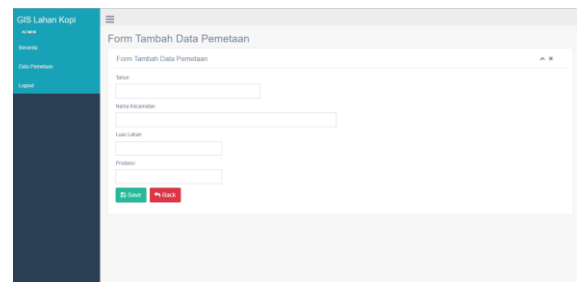 GIS Lahan Kopi
Beranda
Data Pemetaan
Logout
Form Tambah Data Pemetaan
Form Tambah Data Pemetaan
Tahun
Nama Kecamatan
Luas Lahan
Produksi
Save
Back